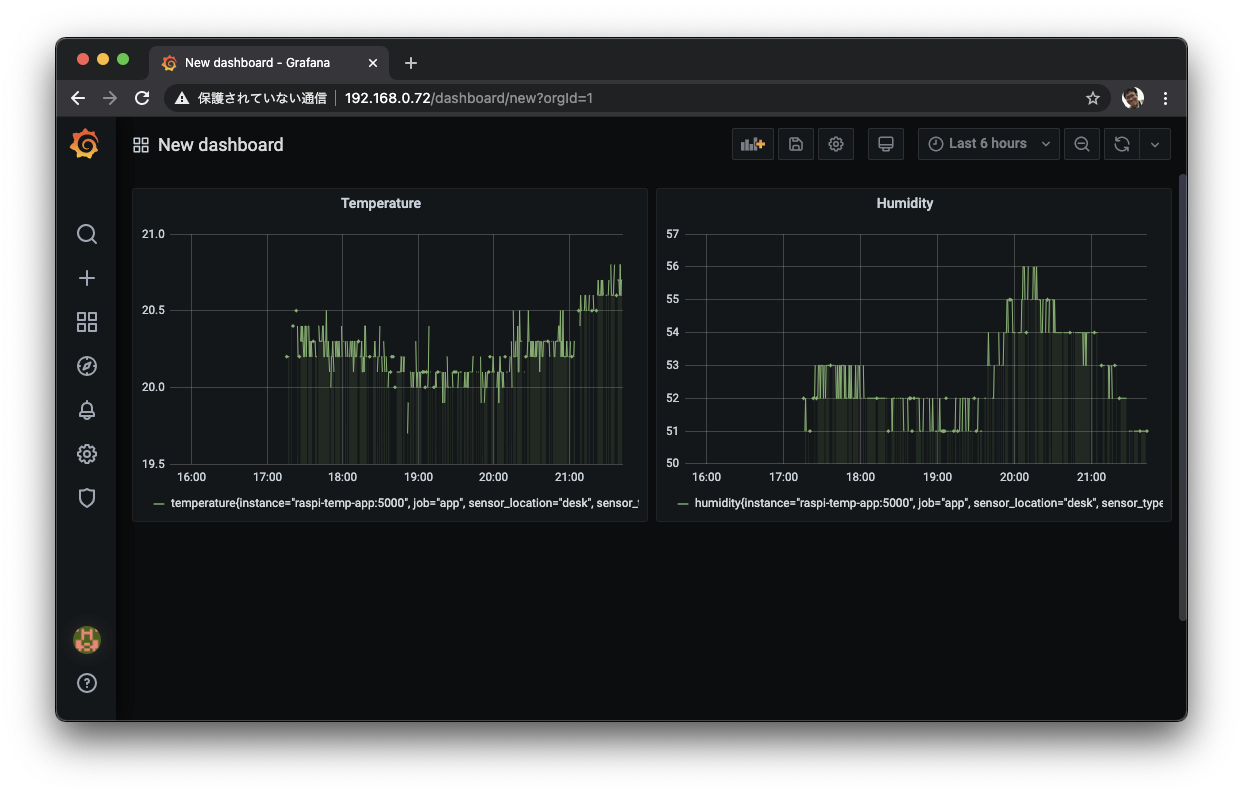 New dashboard - Grafana
保護されていない通信 192.168.0.72/dashboard/new?orgId=1
New dashboard
Last 6 hours
Temperature
21.0
20.5
20.0
19.5
16:00 17:00 18:00 19:00 20:00 21:00
temperature{instance="raspi-temp-app:5000", job="app", sensor_location="desk", sensor_
Humidity
57
56
55
54
53
52
51
50
16:00 17:00 18:00 19:00 20:00 21:00
humidity{instance="raspi-temp-app:5000", job="app", sensor_location="desk", sensor_type